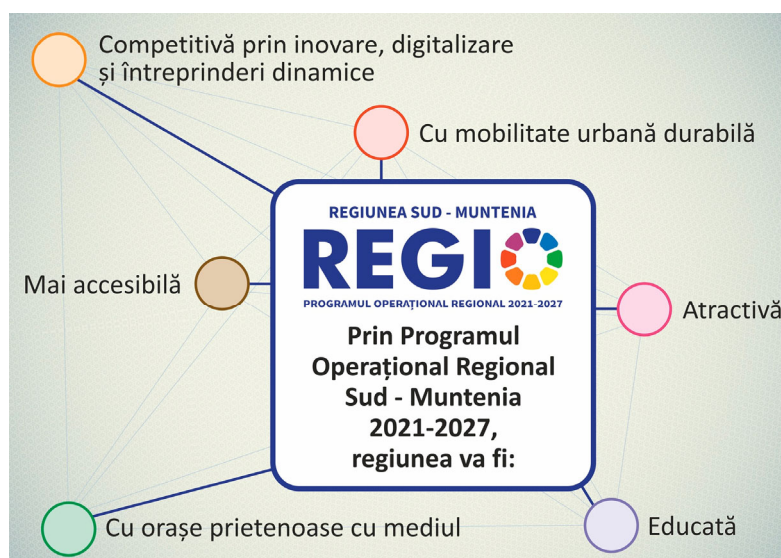 Competitivă prin inovare, digitalizare
și întreprinderi dinamice
Cu mobilitate urbană durabilă
REGIUNEA SUD - MUNTENIA
REGIO
PROGRAMUL OPERAȚIONAL REGIONAL 2021-2027
Prin Programul
Operațional Regional
Sud - Muntenia
2021-2027,
regiunea va fi:
Mai accesibilă
Atractivă
Cu orașe prietenoase cu mediul
Educată